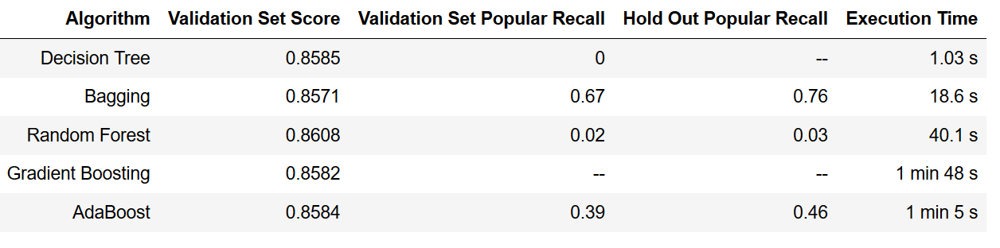 Algorithm Validation Set Score Validation Set Popular Recall Hold Out Popular Recall Execution Time
Decision Tree 0.8585 0 -- 1.03 s
Bagging 0.8571 0.67 0.76 18.6 s
Random Forest 0.8608 0.02 0.03 40.1 s
Gradient Boosting 0.8582 -- -- 1 min 48 s
AdaBoost 0.8584 0.39 0.46 1 min 5 s